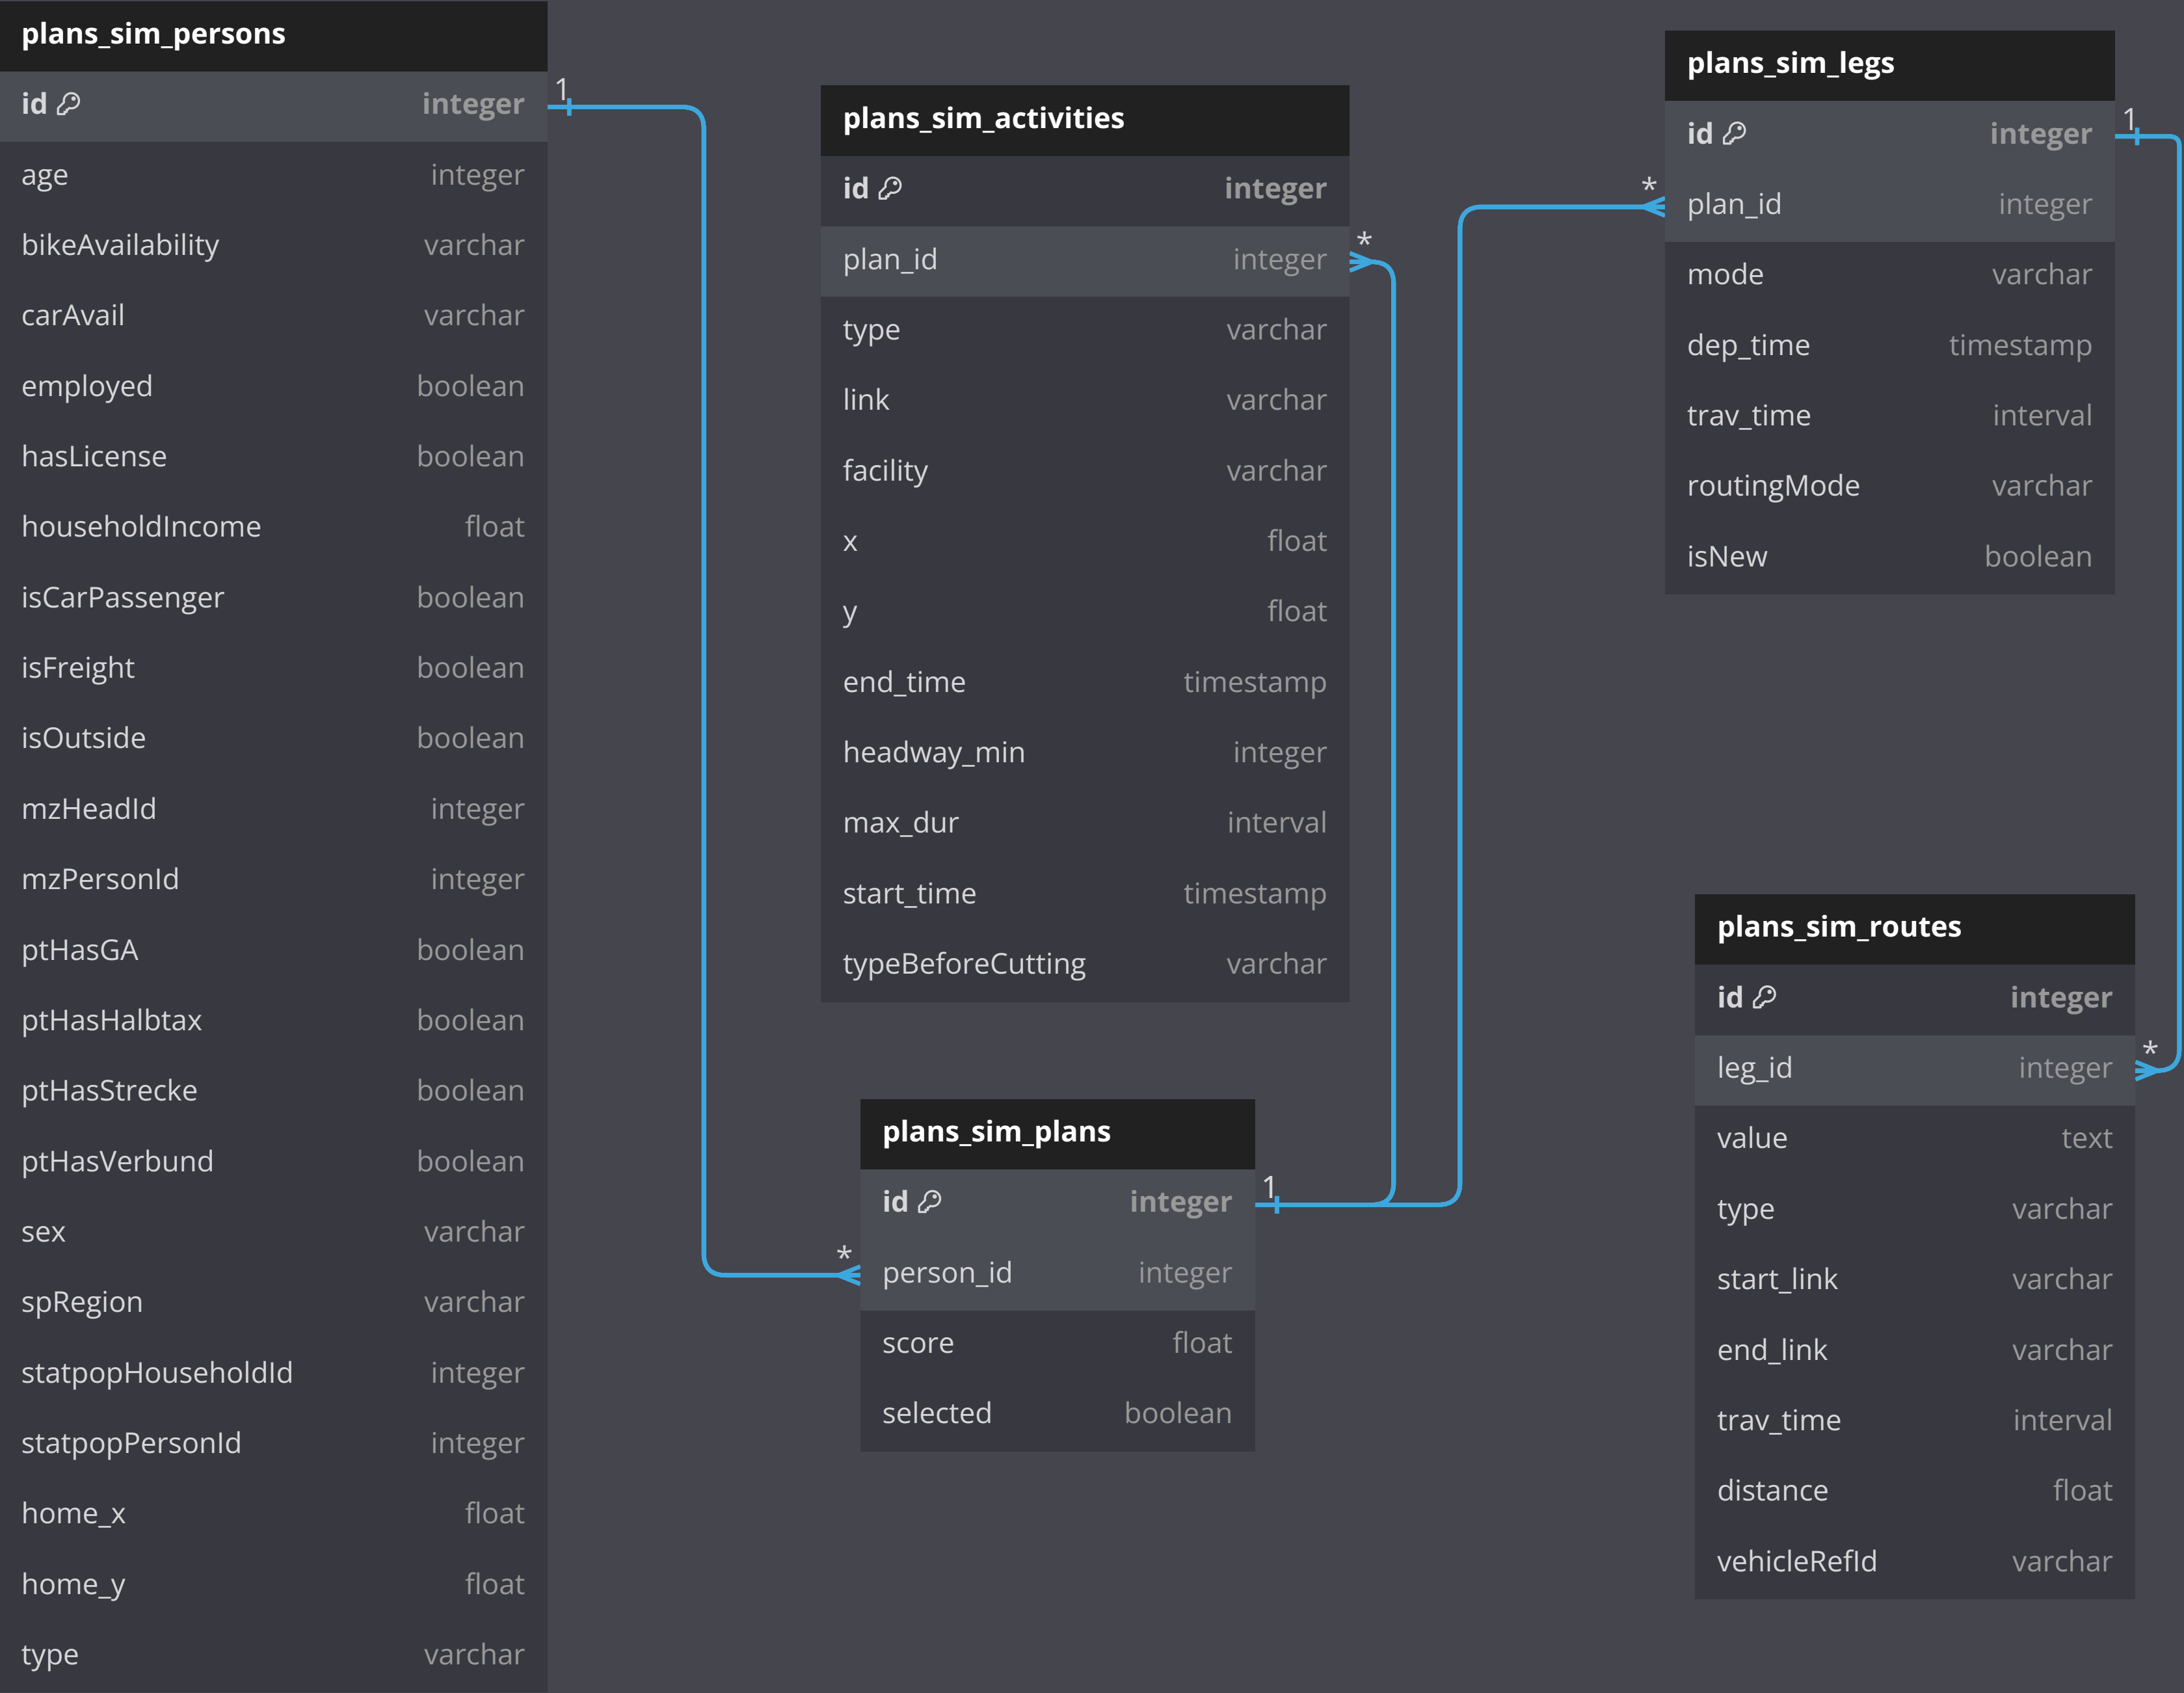 plans_sim_persons
id integer
age integer
bikeAvailability varchar
carAvail varchar
employed boolean
hasLicense boolean
householdIncome float
isCarPassenger boolean
isFreight boolean
isOutside boolean
mzHeadId integer
mzPersonId integer
ptHasGA boolean
ptHasHalbtax boolean
ptHasStrecke boolean
ptHasVerbund boolean
sex varchar
spRegion varchar
statpopHouseholdId integer
statpopPersonId integer
home_x float
home_y float
type varchar
1
*
plans_sim_activities
id integer
plan_id integer
type varchar
link varchar
facility varchar
x float
y float
end_time timestamp
headway_min integer
max_dur interval
start_time timestamp
typeBeforeCutting varchar
*
plans_sim_plans
id integer
person_id integer
score float
selected boolean
1
*
plans_sim_legs
id integer
plan_id integer
mode varchar
dep_time timestamp
trav_time interval
routingMode varchar
isNew boolean
1
plans_sim_routes
id integer
leg_id integer
value text
type varchar
start_link varchar
end_link varchar
trav_time interval
distance float
vehicleRefId varchar
*